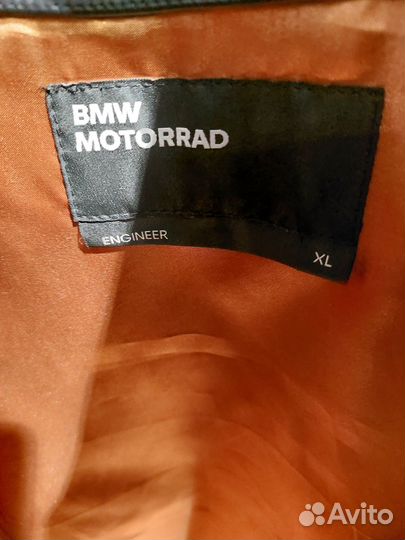 BMW
MOTORRAD
ENGINEER
XL
Avito